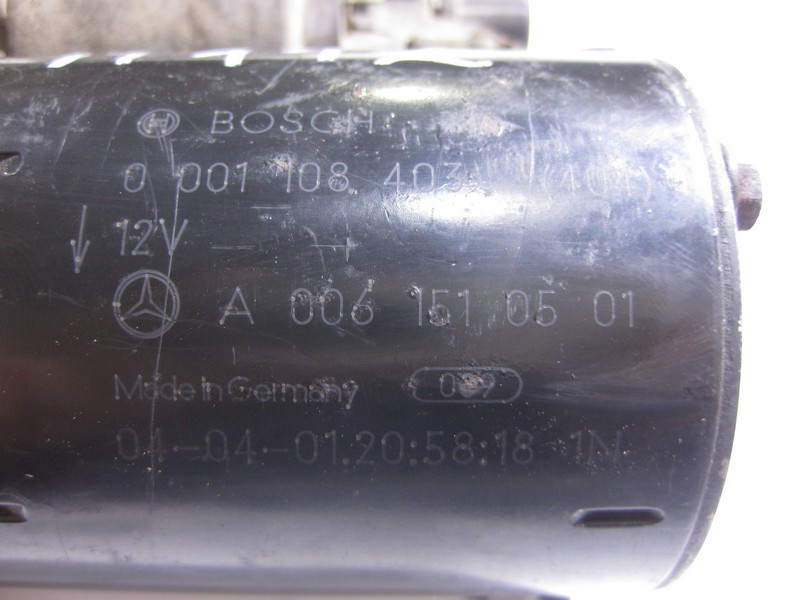 BOSCH
0 001 108 403
12V
A 006 151 05 01
Made in Germany
04-04-01.20:58:18 1N